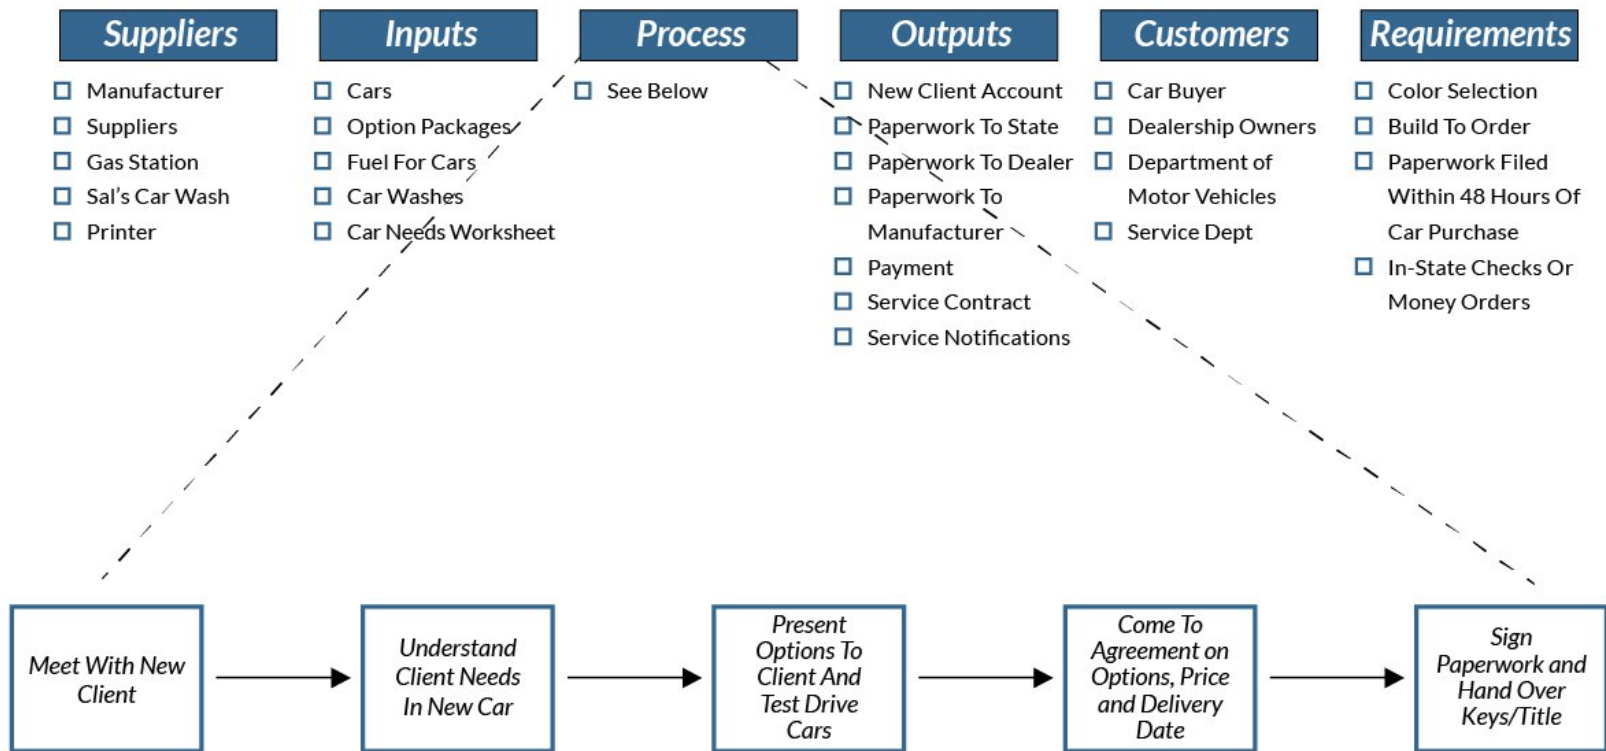 Suppliers
Manufacturer
Suppliers
Gas Station
Sal's Car Wash
Printer
Inputs
Cars
Option Packages
Fuel For Cars
Car Washes
Car Needs Worksheet
Process
See Below
Outputs
New Client Account
Paperwork To State
Paperwork To Dealer
Paperwork To
Manufacturer
Payment
Service Contract
Service Notifications
Customers
Car Buyer
Dealership Owners
Department of
Motor Vehicles
Service Dept
Requirements
Color Selection
Build To Order
Paperwork Filed
Within 48 Hours Of
Car Purchase
In-State Checks Or
Money Orders
Meet With New
Client
Understand
Client Needs
In New Car
Present
Options To
Client And
Test Drive
Cars
Come To
Agreement on
Options, Price
and Delivery
Date
Sign
Paperwork and
Hand Over
Keys/Title